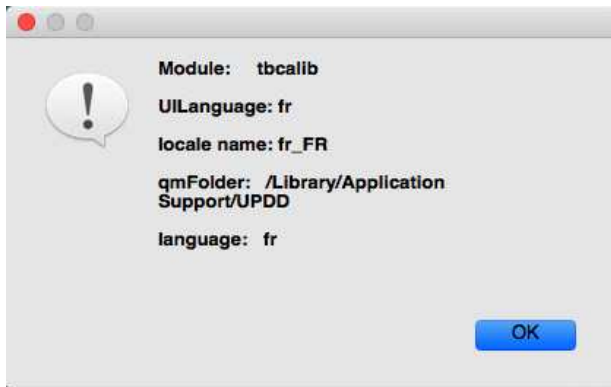 Module: tbcalib
UILanguage: fr
locale name: fr_FR
qmFolder: /Library/Application
Support/UPDD
language: fr
OK